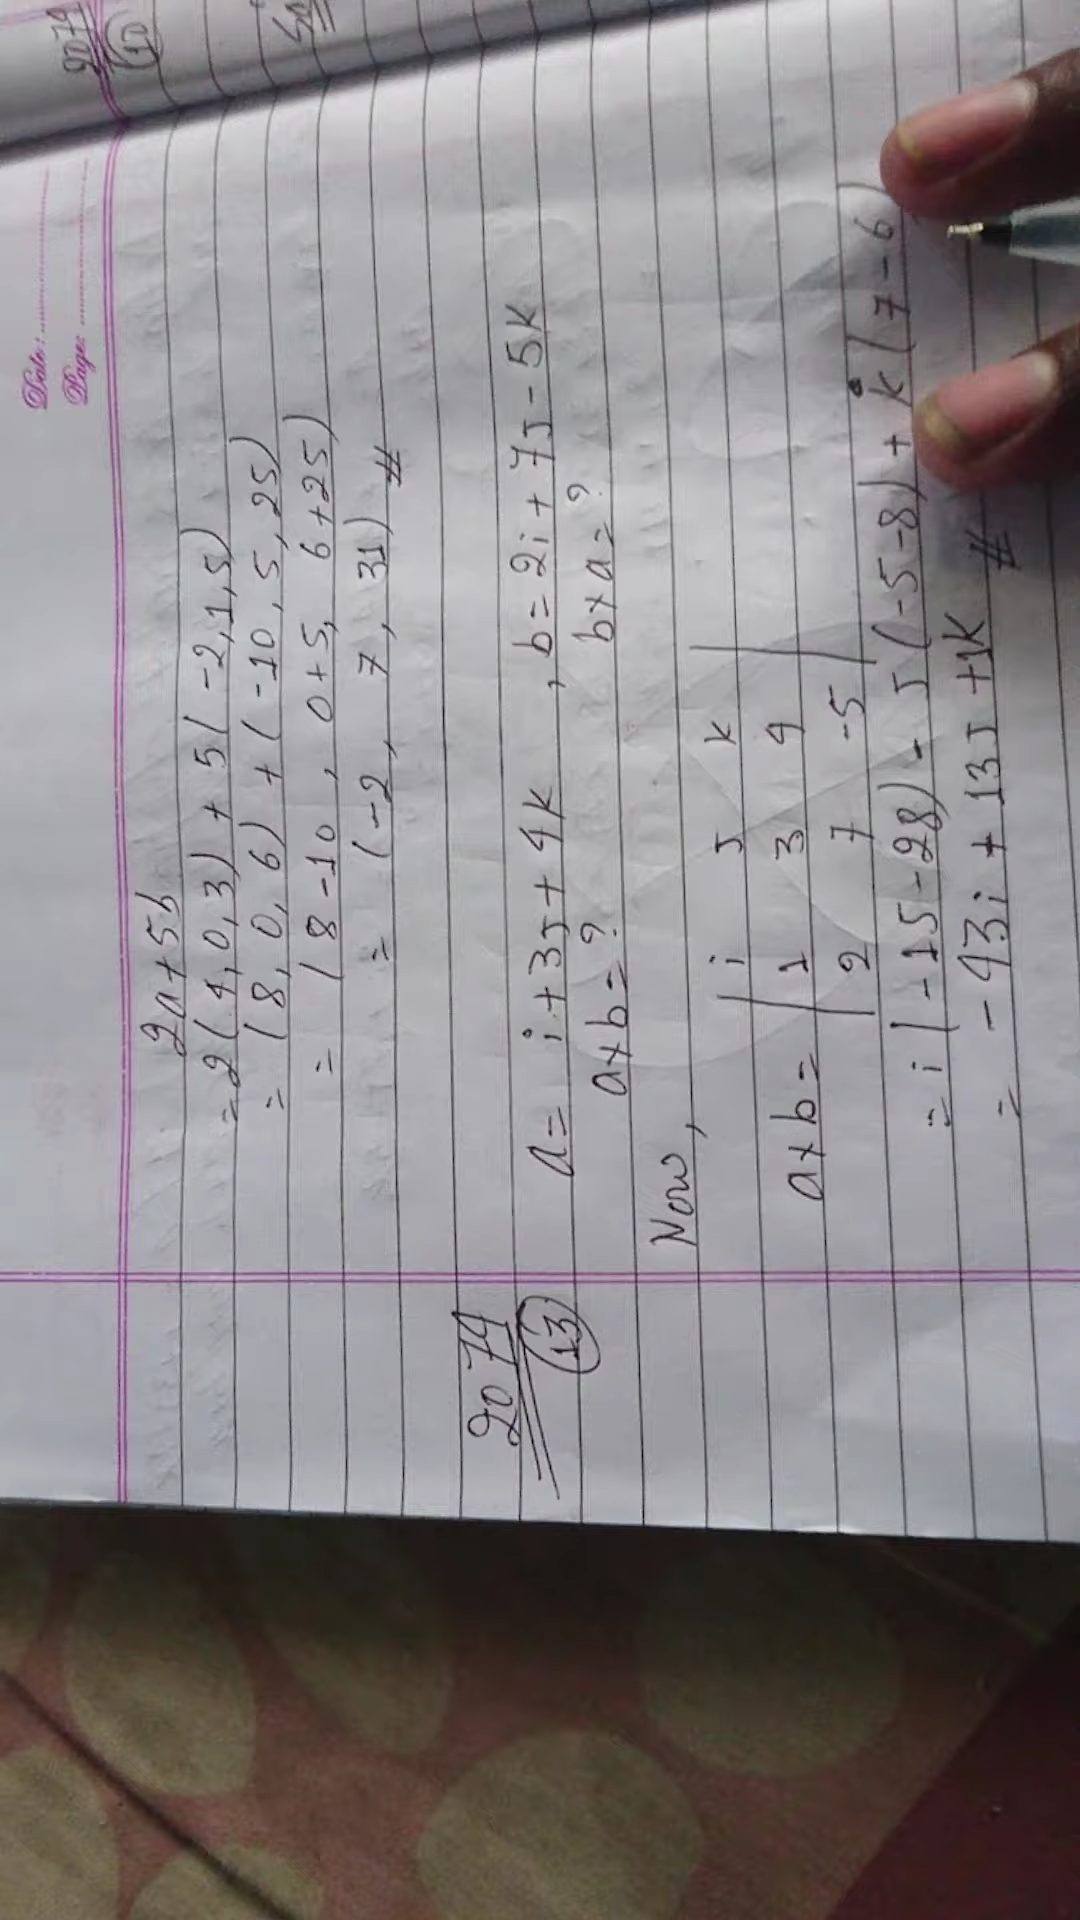 Date:
Page:
2a+5b
= 2(4,0,3) + 5(-2,1,5)
= (8,0,6) + (-10,5,25)
= (8-10, 0+5, 6+25)
= (-2, 7, 31) #
2074
(13) a = i+3J+4K, b = 2i+7J-5K
a×b=? b×a=?
Now,
a×b = | i J K |
| 1 3 4 |
| 2 7 -5 |
= i(-15-28) - J(-5-8) + k(7-6)
= -43i + 13J + 1K #
2074